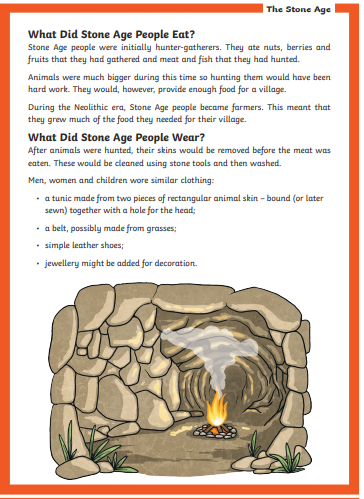 The Stone Age
What Did Stone Age People Eat?
Stone Age people were initially hunter-gatherers. They ate nuts, berries and
fruits that they had gathered and meat and fish that they had hunted.
Animals were much bigger during this time so hunting them would have been
hard work. They would, however, provide enough food for a village.
During the Neolithic era, Stone Age people became farmers. This meant that
they grew much of the food they needed for their village.
What Did Stone Age People Wear?
After animals were hunted, their skins would be removed before the meat was
eaten. These would be cleaned using stone tools and then washed.
Men, women and children wore similar clothing:
• a tunic made from two pieces of rectangular animal skin – bound (or later
sewn) together with a hole for the head;
• a belt, possibly made from grasses;
• simple leather shoes;
• jewellery might be added for decoration.